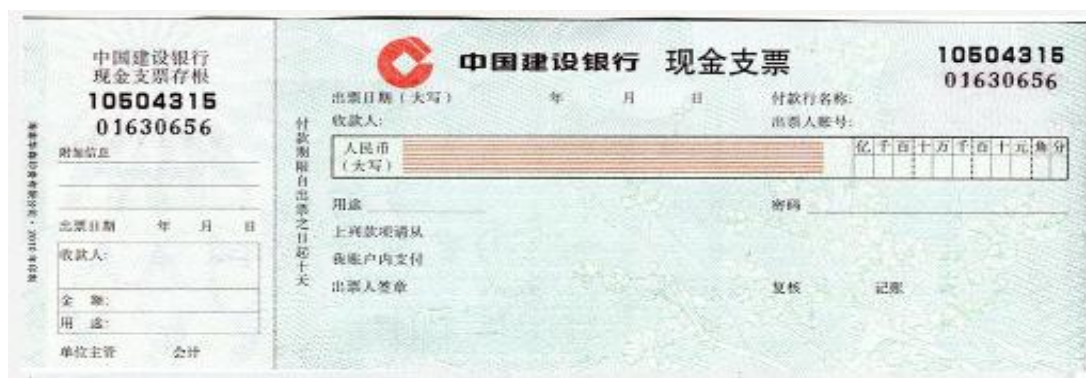 中国建设银行
现金支票存根
10504315
01630656
附加信息
出票日期 年 月 日
收款人:
金 额:
用 途:
单位主管 会计
付款期限自出票之日起十天
中国建设银行 现金支票
10504315
01630656
出票日期(大写) 年 月 日 付款行名称:
收款人: 出票人账号:
人民币
(大写)
亿千百十万千百十元角分
用途 密码
上列款项请从
我账户内支付
出票人签章 复核 记账